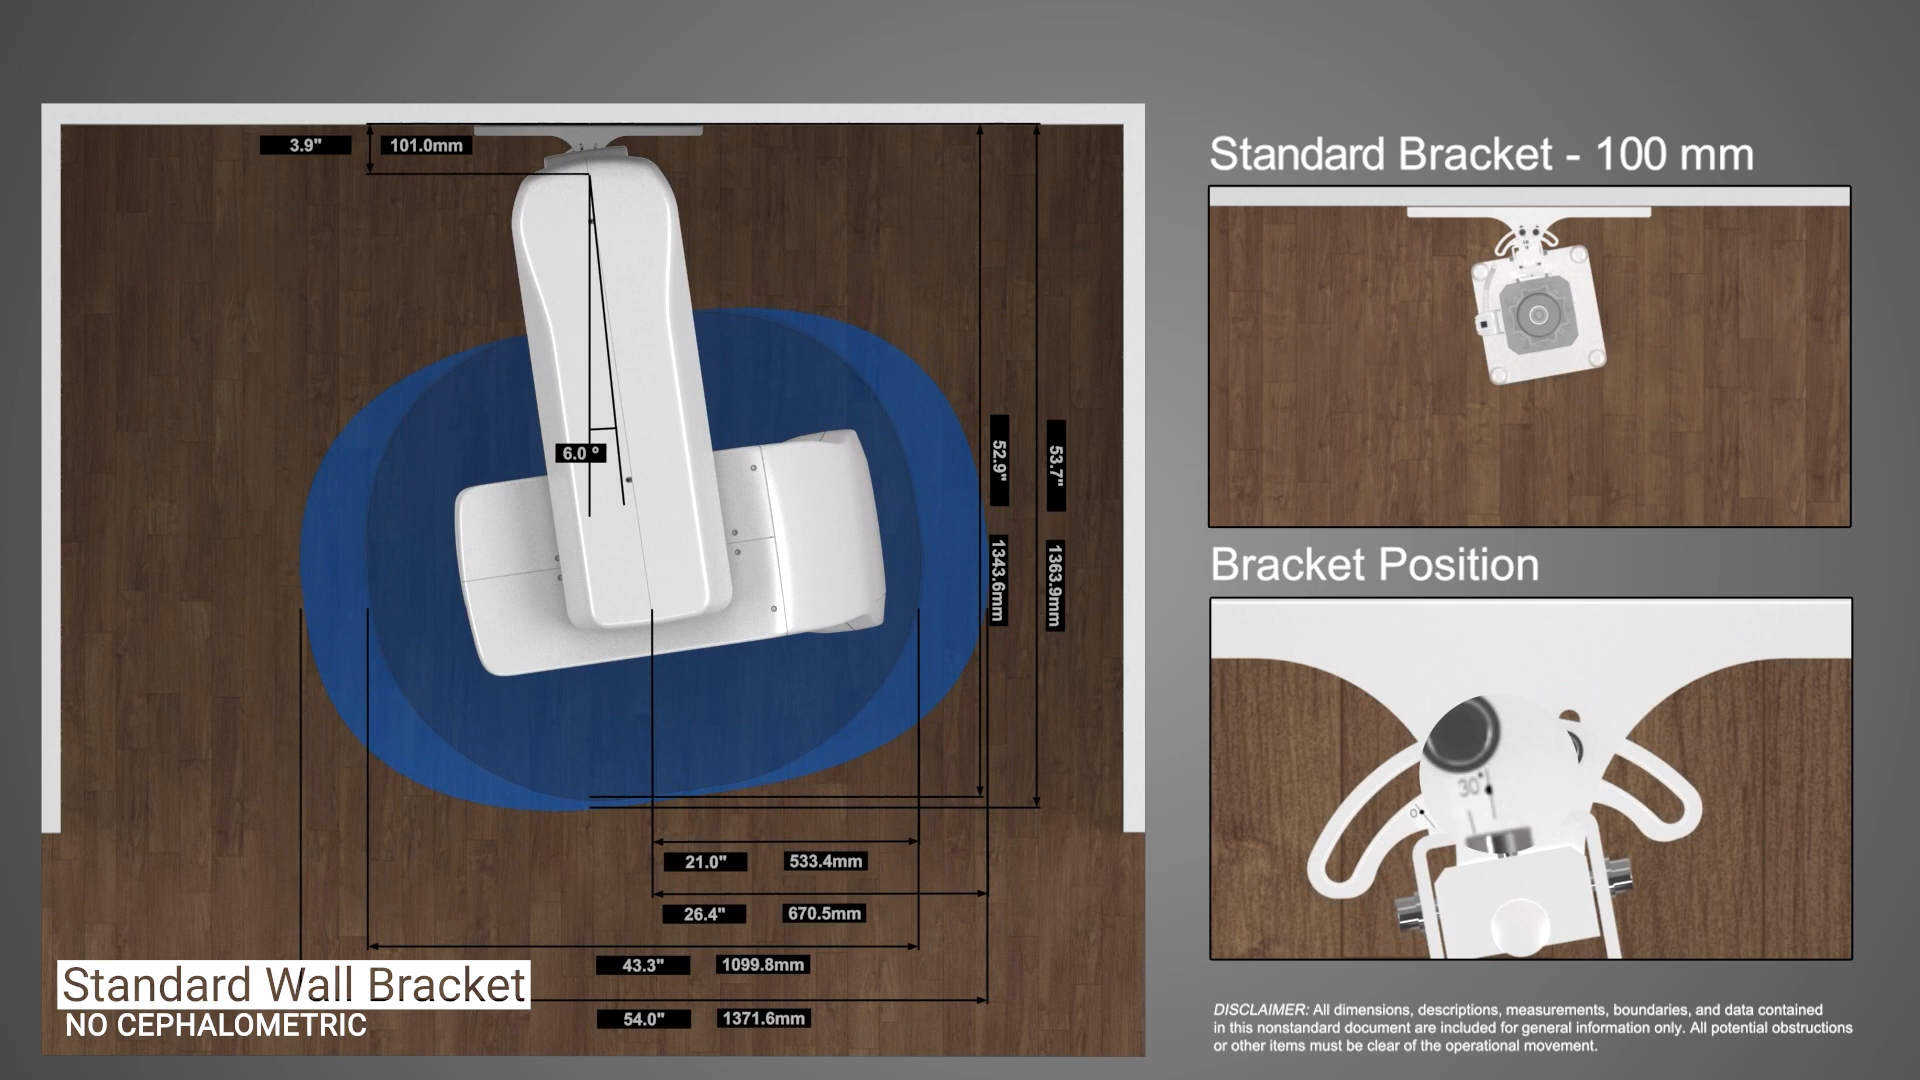 3.9" 101.0mm
6.0 º
52.9" 1343.6mm
53.7" 1363.9mm
21.0" 533.4mm
26.4" 670.5mm
43.3" 1099.8mm
54.0" 1371.6mm
Standard Wall Bracket
NO CEPHALOMETRIC
Standard Bracket - 100 mm
Bracket Position
30°
0
DISCLAIMER: All dimensions, descriptions, measurements, boundaries, and data contained
in this nonstandard document are included for general information only. All potential obstructions
or other items must be clear of the operational movement.